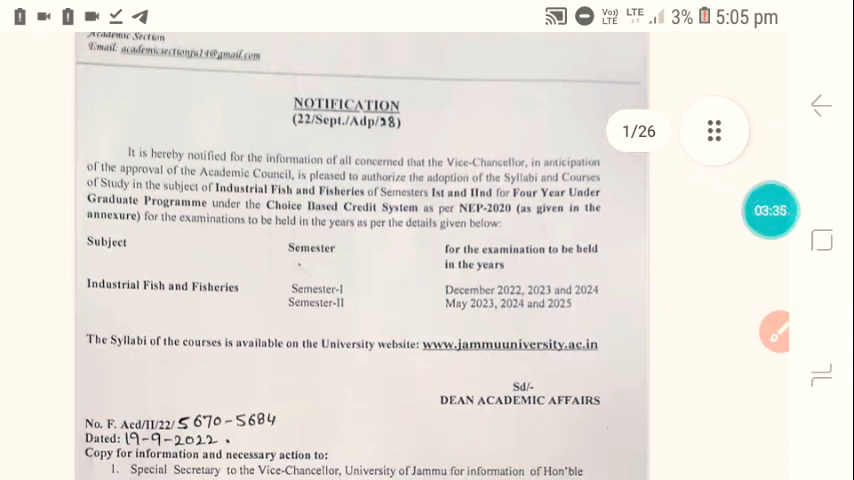 Vo)) LTE LTE 3% 5:05 pm
Academic Section
Email: academicsectionju14@gmail.com
NOTIFICATION
(22/Sept./Adp/38)
1/26
03:35
It is hereby notified for the information of all concerned that the Vice-Chancellor, in anticipation
of the approval of the Academic Council, is pleased to authorize the adoption of the Syllabi and Courses
of Study in the subject of Industrial Fish and Fisheries of Semesters Ist and IInd for Four Year Under
Graduate Programme under the Choice Based Credit System as per NEP-2020 (as given in the
annexure) for the examinations to be held in the years as per the details given below:
Subject Semester for the examination to be held
in the years
Industrial Fish and Fisheries Semester-I December 2022, 2023 and 2024
Semester-II May 2023, 2024 and 2025
The Syllabi of the courses is available on the University website: www.jammuuniversity.ac.in
Sd/-
DEAN ACADEMIC AFFAIRS
No. F. Acd/II/22/ 5670-5684
Dated: 19-9-2022.
Copy for information and necessary action to:
1. Special Secretary to the Vice-Chancellor, University of Jammu for information of Hon'ble